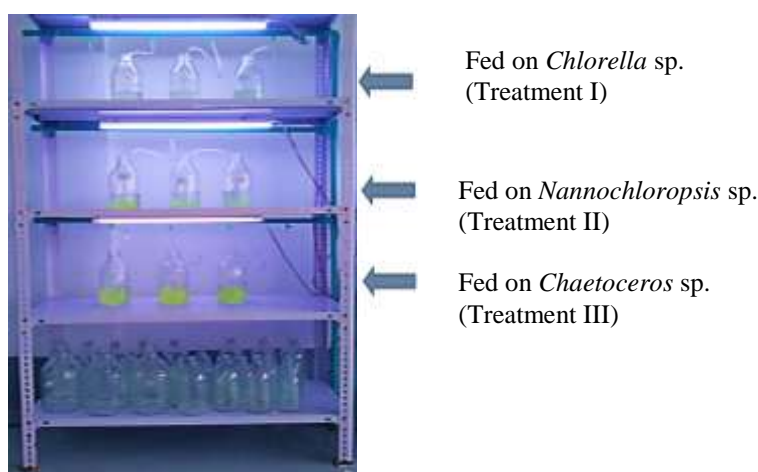 Fed on Chlorella sp.
(Treatment I)
Fed on Nannochloropsis sp.
(Treatment II)
Fed on Chaetoceros sp.
(Treatment III)